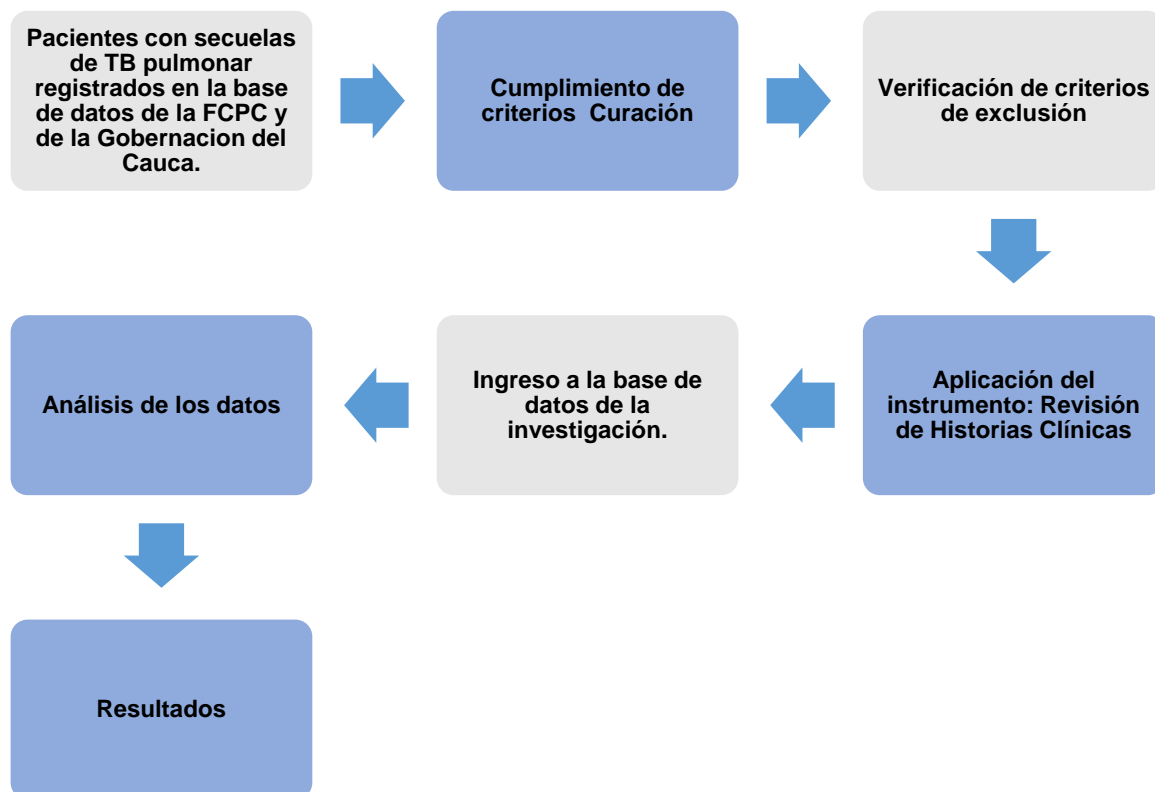 Pacientes con secuelas
de TB pulmonar
registrados en la base
de datos de la FCPC y
de la Gobernacion del
Cauca.
Cumplimiento de
criterios  Curación
Verificación de criterios
de exclusión
Aplicación del
instrumento: Revisión
de Historias Clínicas
Ingreso a la base de
datos de la
investigación.
Análisis de los datos
Resultados